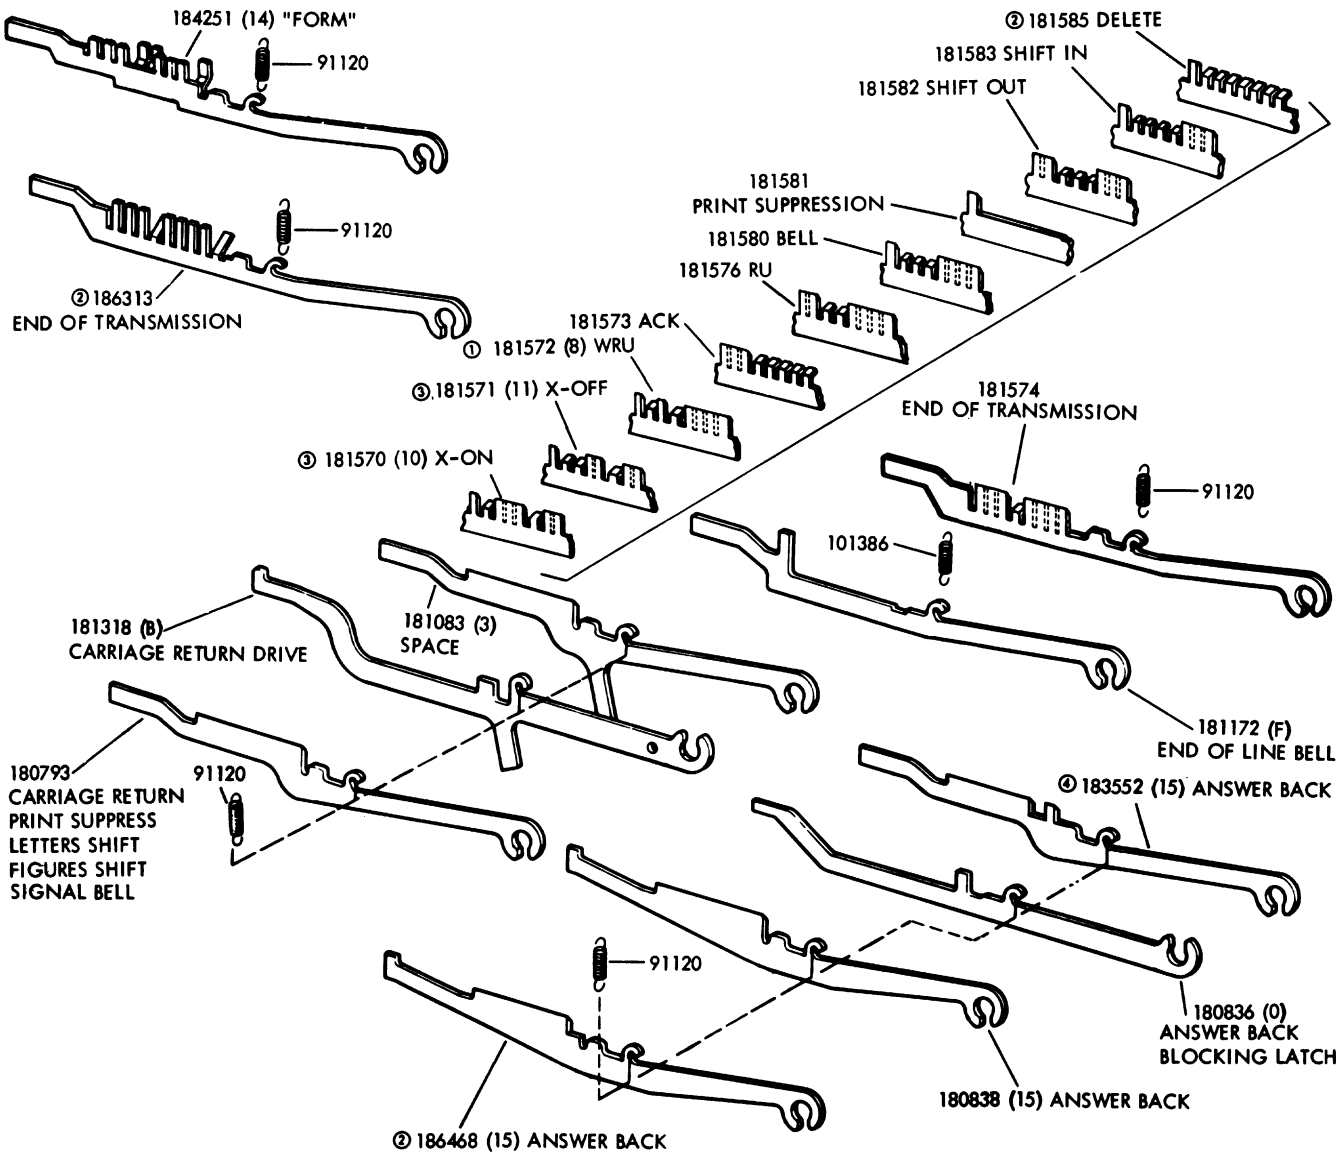 184251 (14) "FORM"
91120
② 186313
END OF TRANSMISSION
91120
② 181585 DELETE
181583 SHIFT IN
181582 SHIFT OUT
181581
PRINT SUPPRESSION
181580 BELL
181576 RU
181573 ACK
① 181572 (8) WRU
③ 181571 (11) X-OFF
③ 181570 (10) X-ON
181574
END OF TRANSMISSION
91120
101386
181083 (3)
SPACE
181318 (B)
CARRIAGE RETURN DRIVE
181172 (F)
END OF LINE BELL
180793
CARRIAGE RETURN
PRINT SUPPRESS
LETTERS SHIFT
FIGURES SHIFT
SIGNAL BELL
91120
④ 183552 (15) ANSWER BACK
91120
180836 (0)
ANSWER BACK
BLOCKING LATCH
180838 (15) ANSWER BACK
② 186468 (15) ANSWER BACK